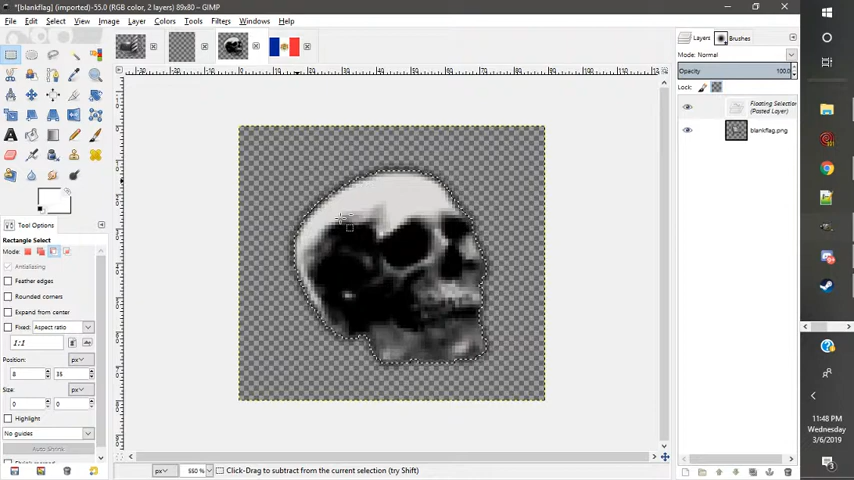 *[blankflag] (imported)-55.0 (RGB color, 2 layers) 89x80 – GIMP
File Edit Select View Image Layer Colors Tools Filters Windows Help
Layers Brushes
Mode: Normal
Opacity 100.0
Lock:
Floating Selection
(Pasted Layer)
blankflag.png
Tool Options
Rectangle Select
Mode:
Antialiasing
Feather edges
Rounded corners
Expand from center
Fixed: Aspect ratio
1:1
Position: px
8 35
Size: px
0 0
Highlight
No guides
Auto Shrink
px 550 % Click-Drag to subtract from the current selection (try Shift)
11:48 PM
Wednesday
3/6/2019
3